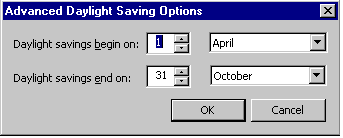 Advanced Daylight Saving Options
Daylight savings begin on: 1 April
Daylight savings end on: 31 October
OK Cancel